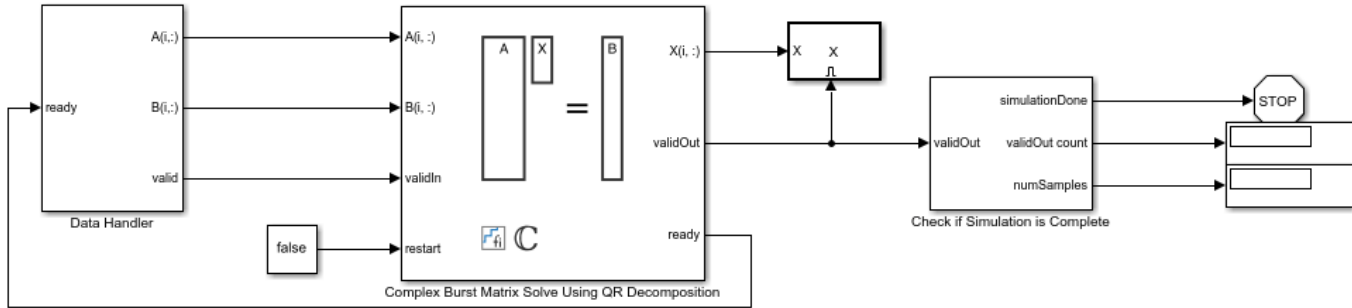 A(i,:)
B(i,:)
valid
ready
Data Handler
false
A(i, :)
B(i, :)
validIn
restart
A
X
=
B
fi ℂ
X(i, :)
validOut
ready
Complex Burst Matrix Solve Using QR Decomposition
X
X
validOut
simulationDone
validOut count
numSamples
Check if Simulation is Complete
STOP